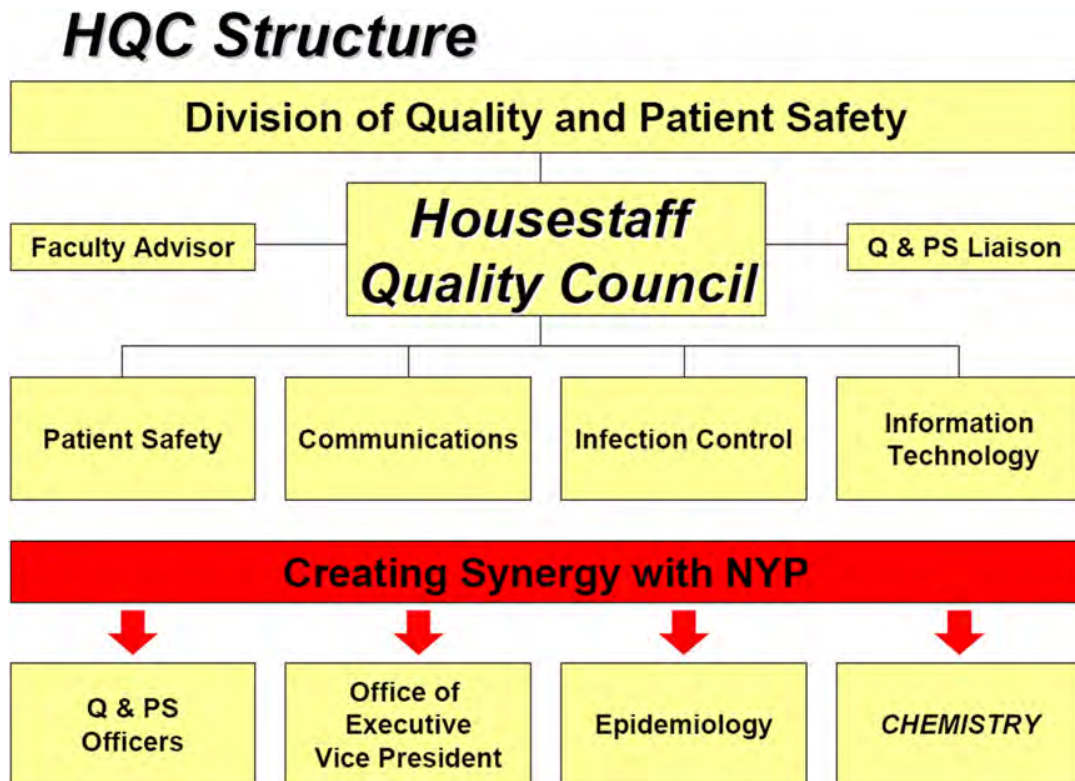 HQC Structure
Division of Quality and Patient Safety
Housestaff
Quality Council
Faculty Advisor
Q & PS Liaison
Patient Safety
Communications
Infection Control
Information
Technology
Creating Synergy with NYP
Q & PS
Officers
Office of
Executive
Vice President
Epidemiology
CHEMISTRY